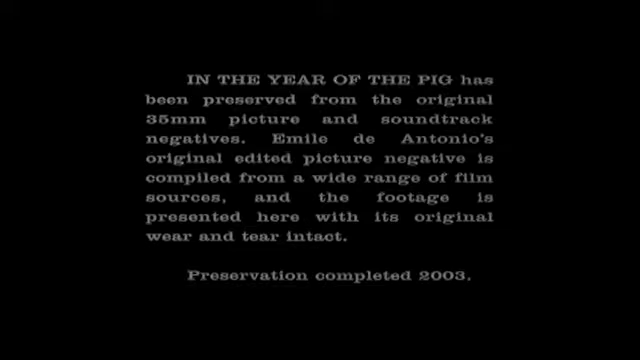 IN THE YEAR OF THE PIG has
been preserved from the original
35mm picture and soundtrack
negatives. Emile de Antonio's
original edited picture negative is
compiled from a wide range of film
sources, and the footage is
presented here with its original
wear and tear intact.
Preservation completed 2003.